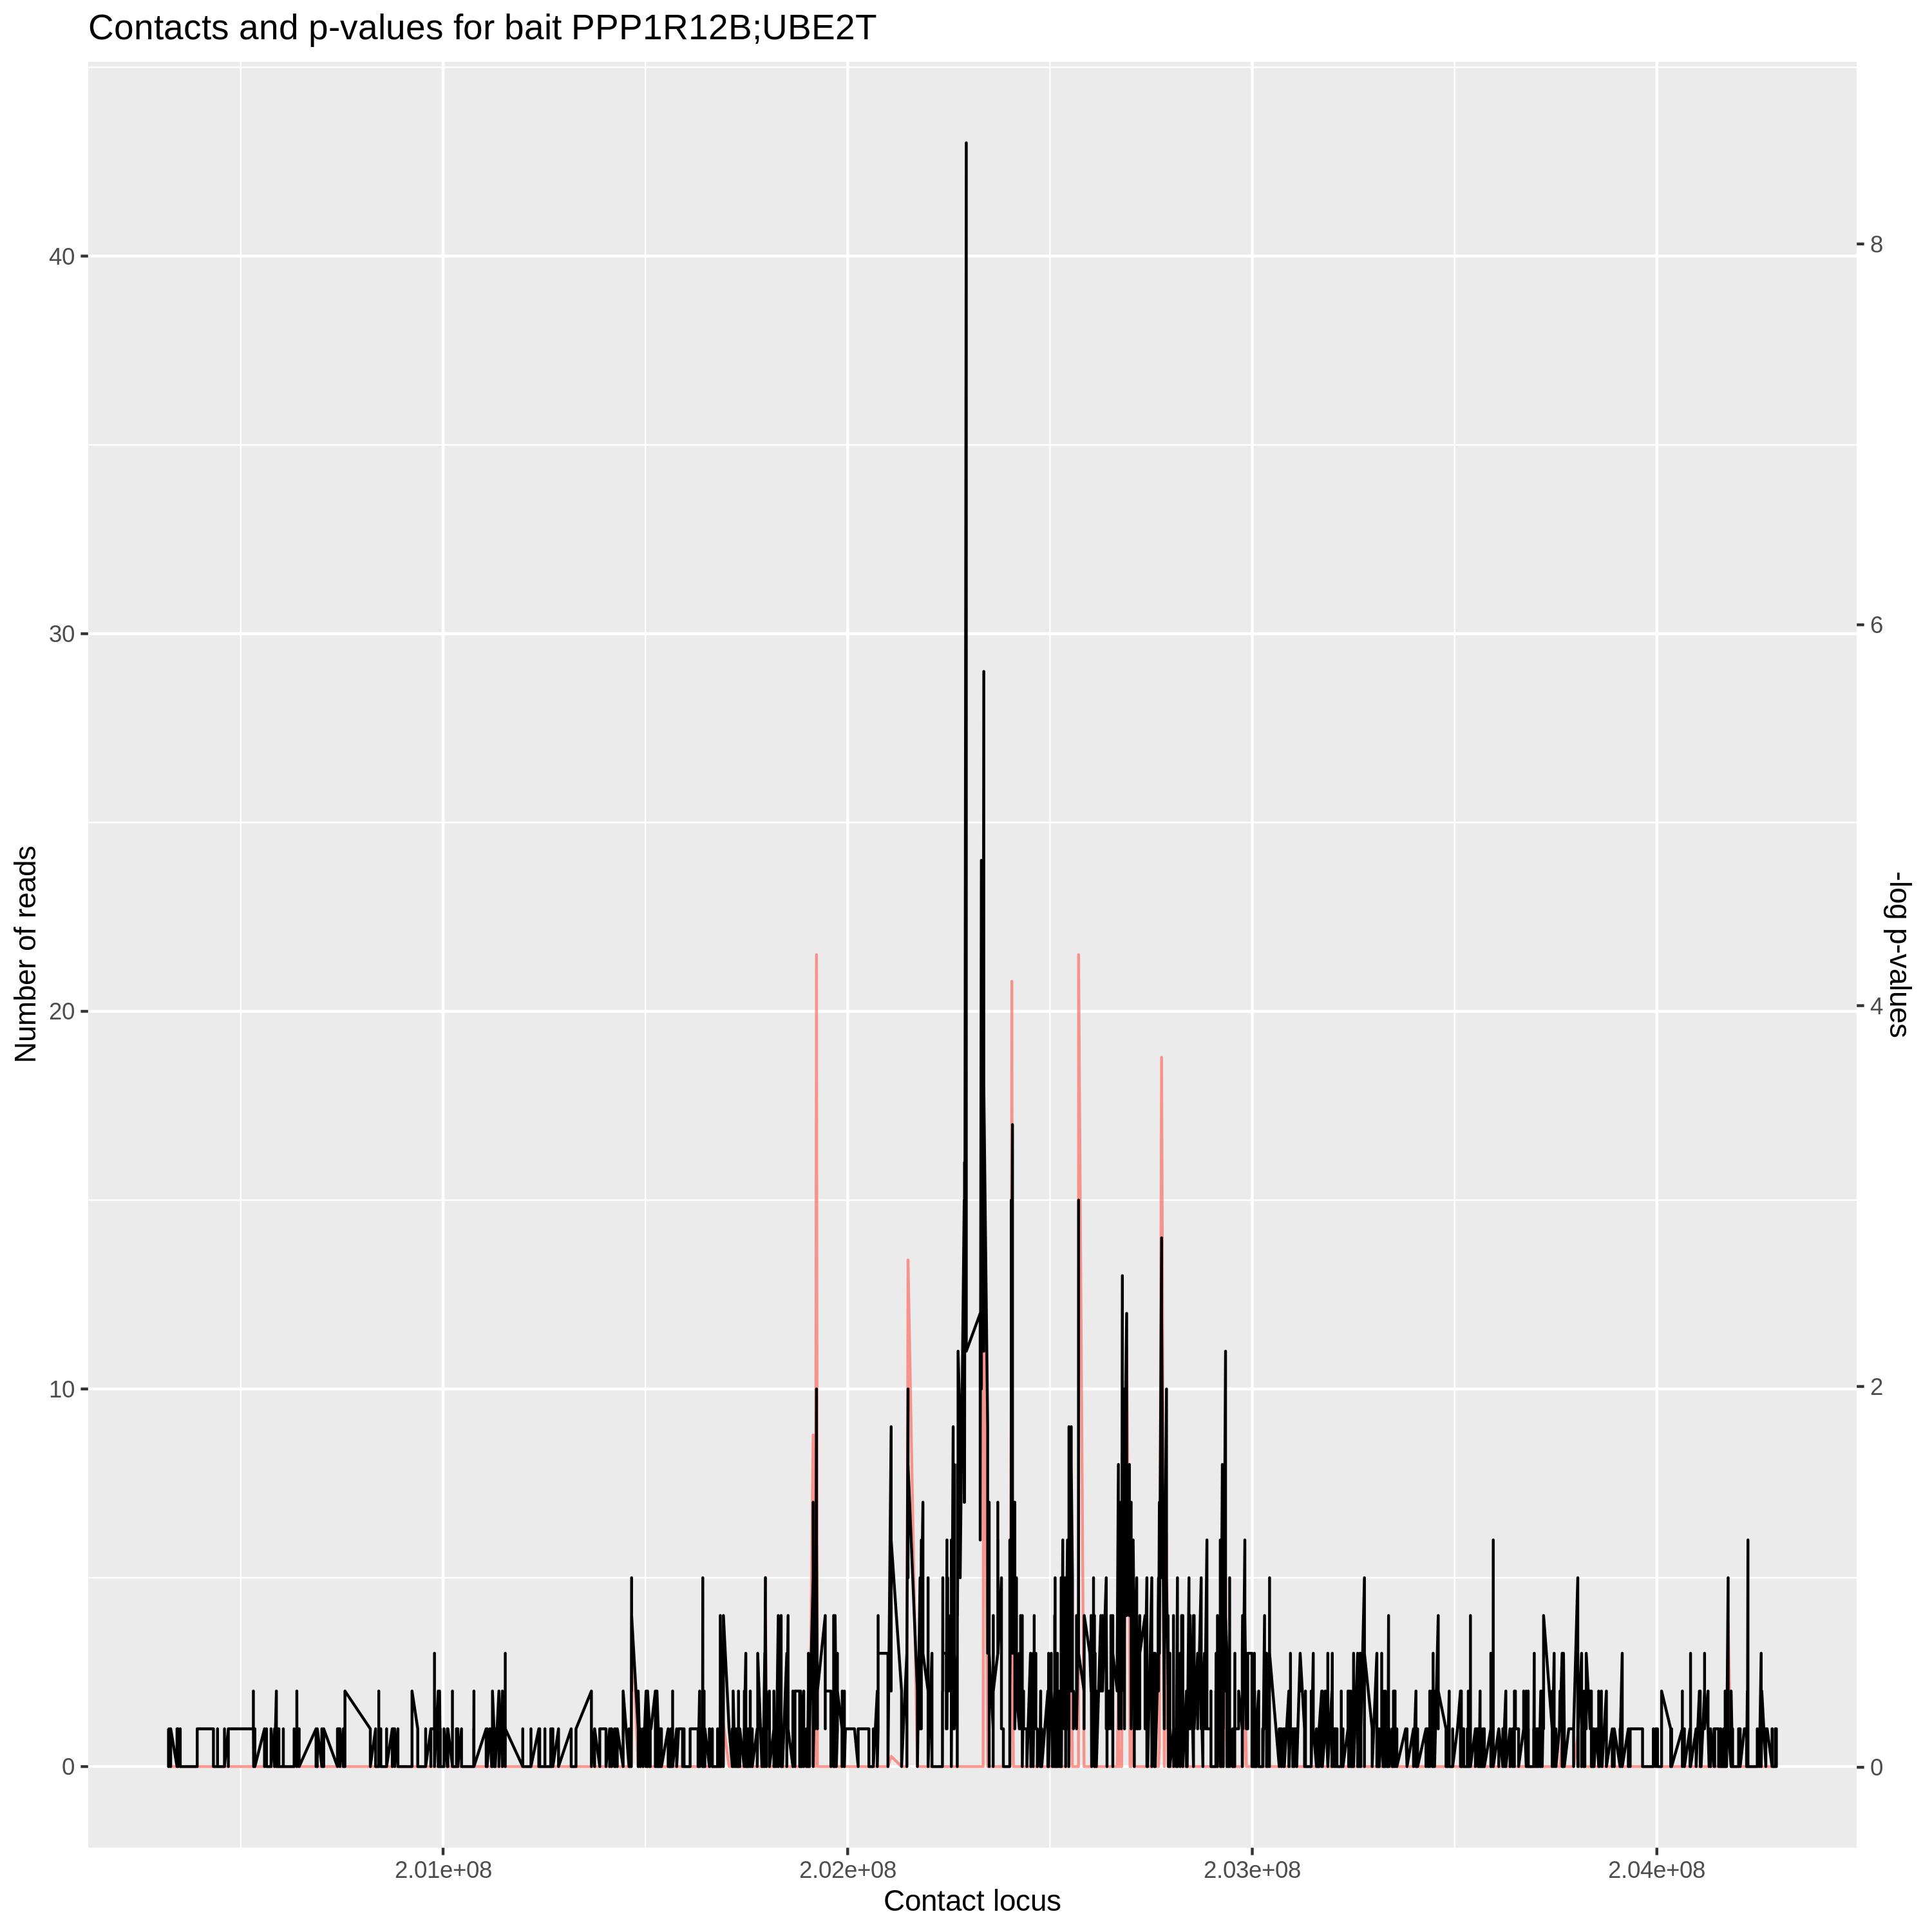 Contacts and p-values for bait PPP1R12B;UBE2T
40
30
20
10
0
Number of reads
8
6
4
2
0
-log p-values
2.01e+08 2.02e+08 2.03e+08 2.04e+08
Contact locus